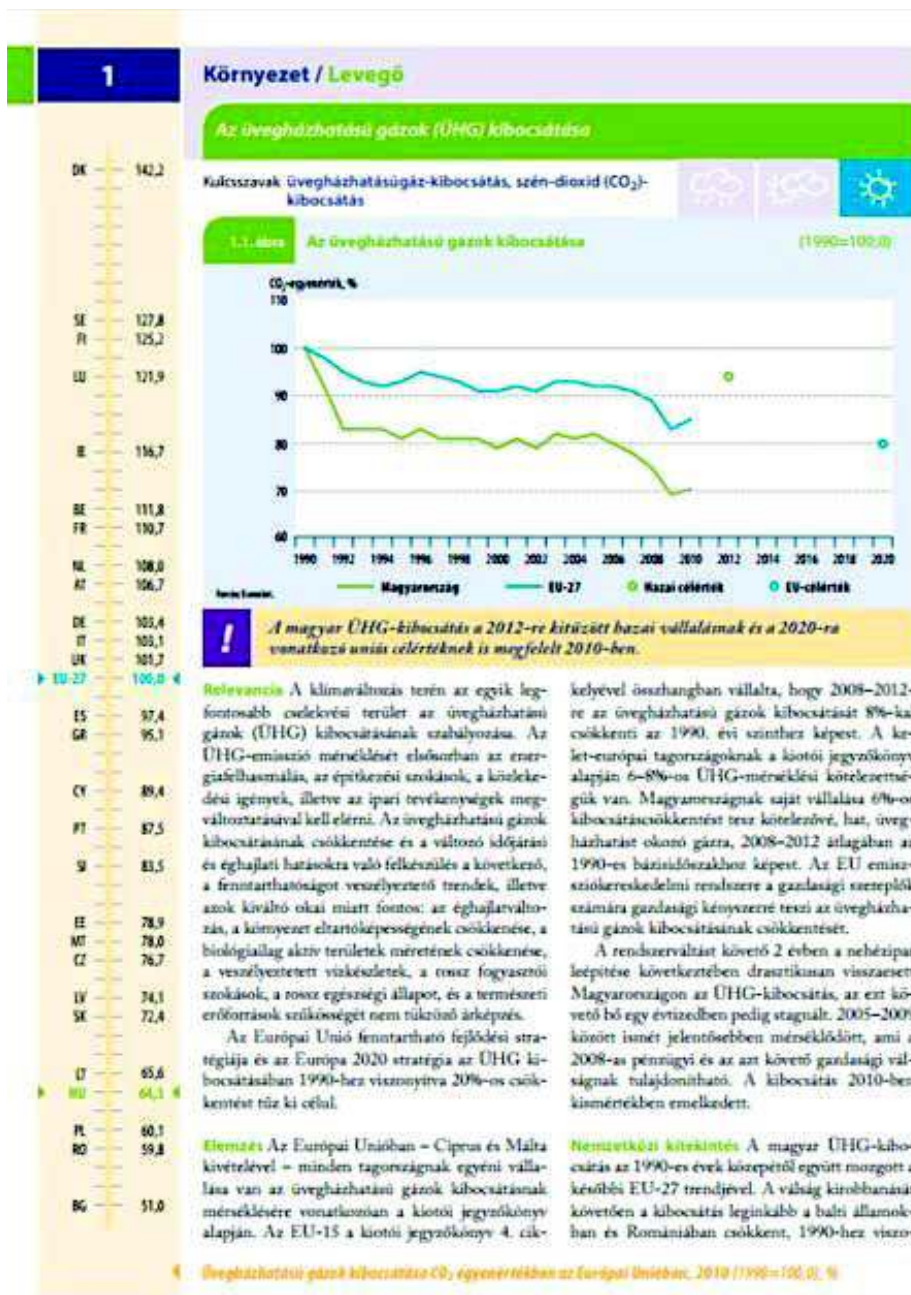 1
Környezet / Levegő
Az üvegházhatású gázok (ÜHG) kibocsátása
Kulcsszavak üvegházhatásúgáz-kibocsátás, szén-dioxid (CO₂)-
kibocsátás
1.1. ábra Az üvegházhatású gázok kibocsátása (1990=100,0)
CO₂-egyenérték, %
110
100
90
80
70
60
1990 1992 1994 1996 1998 2000 2002 2004 2006 2008 2010 2012 2014 2016 2018 2020
Forrás: Eurostat.
Magyarország EU-27 Hazai célérték EU-célérték
! A magyar ÜHG-kibocsátás a 2012-re kitűzött hazai vállalásnak és a 2020-ra
vonatkozó uniós célértéknek is megfelelt 2010-ben.
DK 142,2
SE 127,8
FI 125,2
LU 121,9
IE 116,7
BE 111,8
FR 110,7
NL 108,0
AT 106,7
DE 103,4
IT 103,1
UK 101,7
EU-27 100,0
ES 97,4
GR 95,1
CY 89,4
PT 87,5
SI 83,5
EE 78,9
MT 78,0
CZ 76,7
LV 74,1
SK 72,4
LT 65,6
HU 64,3
PL 60,1
RO 59,8
BG 51,0
Relevancia A klímaváltozás terén az egyik leg-
fontosabb cselekvési terület az üvegházhatású
gázok (ÜHG) kibocsátásának szabályozása. Az
ÜHG-emisszió mérséklését elsősorban az ener-
giafelhasználás, az építkezési szokások, a közleke-
dési igények, illetve az ipari tevékenységek meg-
változtatásával kell elérni. Az üvegházhatású gázok
kibocsátásának csökkentése és a változó időjárási
és éghajlati hatásokra való felkészülés a következő,
a fenntarthatóságot veszélyeztető trendek, illetve
azok kiváltó okai miatt fontos: az éghajlatválto-
zás, a környezet eltartóképességének csökkenése, a
biológiailag aktív területek méretének csökkenése,
a veszélyeztetett vízkészletek, a rossz fogyasztói
szokások, a rossz egészségi állapot, és a természeti
erőforrások szűkösségét nem tükröző árképzés.
Az Európai Unió fenntartható fejlődési stra-
tégiája és az Európa 2020 stratégia az ÜHG ki-
bocsátásában 1990-hez viszonyítva 20%-os csök-
kentést tűz ki célul.
Elemzés Az Európai Unióban – Ciprus és Málta
kivételével – minden tagországnak egyéni válla-
lása van az üvegházhatású gázok kibocsátásnak
mérséklésére vonatkozóan a kiotói jegyzőkönyv
alapján. Az EU-15 a kiotói jegyzőkönyv 4. cik-
kelyével összhangban vállalta, hogy 2008–2012-
re az üvegházhatású gázok kibocsátását 8%-ka
csökkenti az 1990. évi szinthez képest. A ke-
let-európai tagországoknak a kiotói jegyzőkönyv
alapján 6–8%-os ÜHG-mérséklési kötelezettsé-
gük van. Magyarországnak saját vállalása 6%-os
kibocsátáscsökkentést tesz kötelezővé, hat, üveg-
házhatást okozó gázra, 2008–2012 átlagában az
1990-es bázisidőszakhoz képest. Az EU emisz-
sziókereskedelmi rendszere a gazdasági szereplők
számára gazdasági kényszerré teszi az üvegházha-
tású gázok kibocsátásának csökkentését.
A rendszerváltást követő 2 évben a nehézipar
leépítése következtében drasztikusan visszaesett
Magyarországon az ÜHG-kibocsátás, az ezt kö-
vető bő egy évtizedben pedig stagnált. 2005–2009
között ismét jelentősebben mérséklődött, ami a
2008-as pénzügyi és az azt követő gazdasági vál-
ságnak tulajdonítható. A kibocsátás 2010-ben
kismértékben emelkedett.
Nemzetközi kitekintés A magyar ÜHG-kibo-
csátás az 1990-es évek közepétől együtt mozgott a
későbbi EU-27 trendjével. A válság kirobbanását
követően a kibocsátás leginkább a balti államok-
ban és Romániában csökkent, 1990-hez viszo-
Üvegházhatású gázok kibocsátása CO₂ egyenértékben az Európai Unióban, 2010 (1990=100,0), %